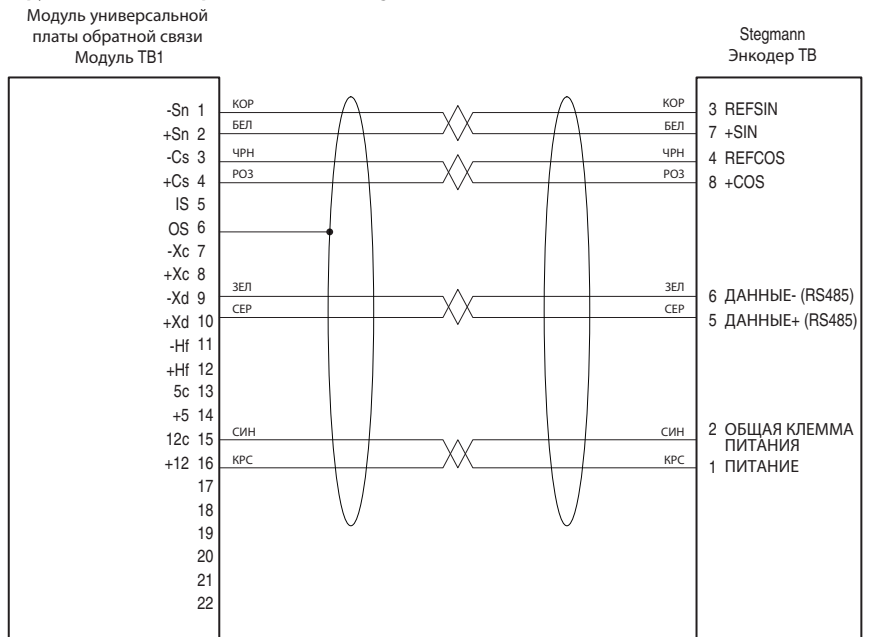 Модуль универсальной
платы обратной связи
Модуль TB1
Stegmann
Энкодер TB
-Sn 1 КОР КОР 3 REFSIN
+Sn 2 БЕЛ БЕЛ 7 +SIN
-Cs 3 ЧРН ЧРН 4 REFCOS
+Cs 4 РОЗ РОЗ 8 +COS
IS 5
OS 6
-Xc 7
+Xc 8
-Xd 9 ЗЕЛ ЗЕЛ 6 ДАННЫЕ- (RS485)
+Xd 10 СЕР СЕР 5 ДАННЫЕ+ (RS485)
-Hf 11
+Hf 12
5c 13
+5 14
12c 15 СИН СИН 2 ОБЩАЯ КЛЕММА
ПИТАНИЯ
+12 16 КРС КРС 1 ПИТАНИЕ
17
18
19
20
21
22